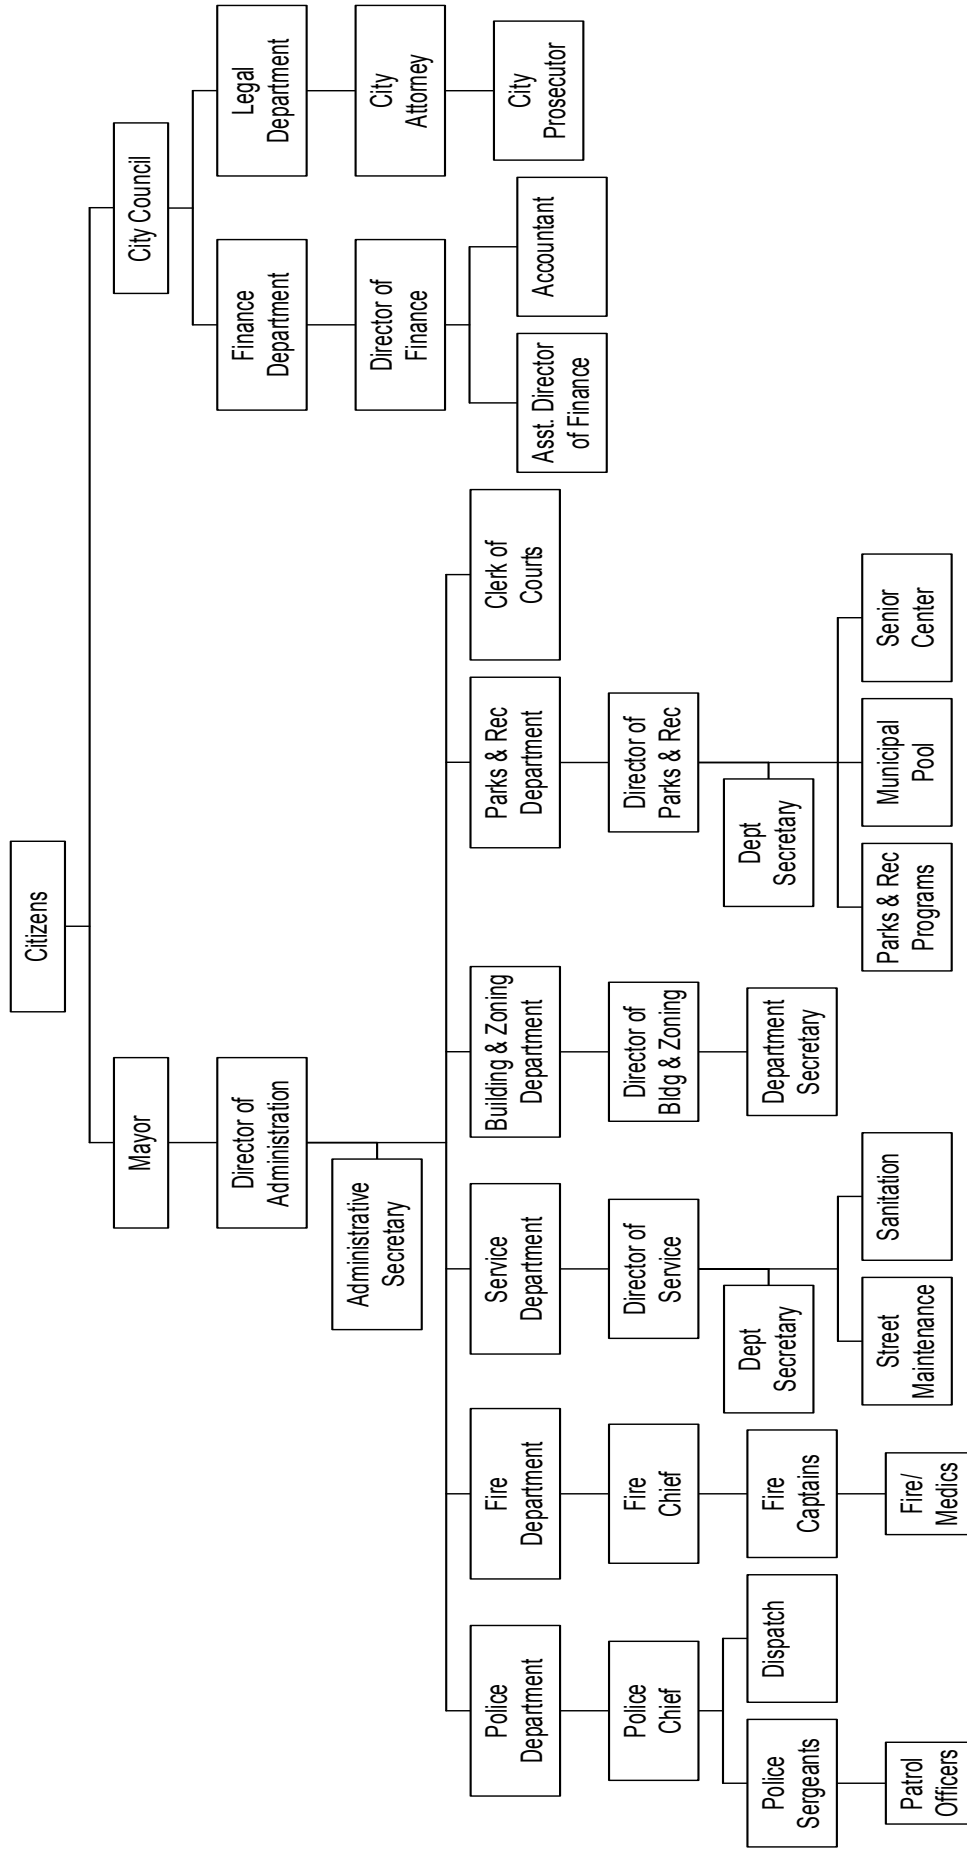 Citizens
Mayor
City Council
Director of
Administration
Finance
Department
Legal
Department
Administrative
Secretary
Director of
Finance
City
Attorney
Asst. Director
of Finance
Accountant
City
Prosecutor
Police
Department
Fire
Department
Service
Department
Building & Zoning
Department
Parks & Rec
Department
Clerk of
Courts
Police
Chief
Fire
Chief
Director of
Service
Director of
Bldg & Zoning
Director of
Parks & Rec
Dept
Secretary
Dept
Secretary
Police
Sergeants
Dispatch
Fire
Captains
Department
Secretary
Street
Maintenance
Sanitation
Parks & Rec
Programs
Municipal
Pool
Senior
Center
Patrol
Officers
Fire/
Medics